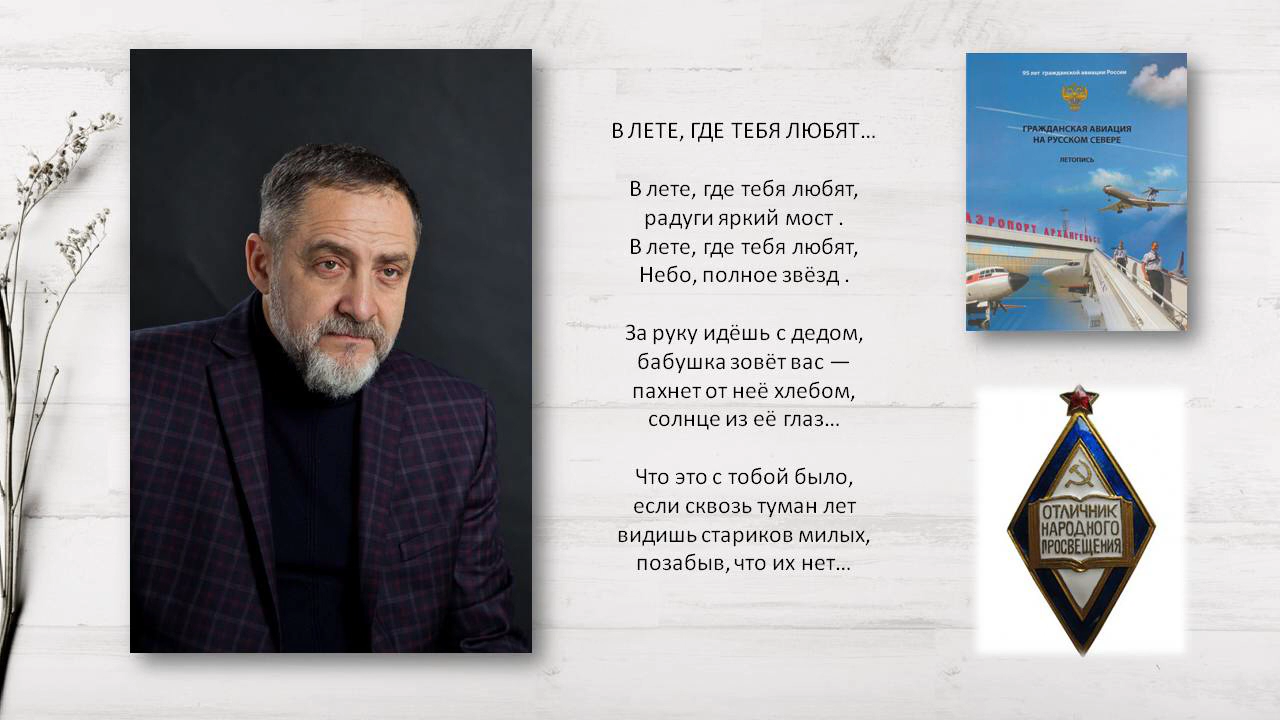 В ЛЕТЕ, ГДЕ ТЕБЯ ЛЮБЯТ…
В лете, где тебя любят,
радуги яркий мост .
В лете, где тебя любят,
Небо, полное звёзд .
За руку идёшь с дедом,
бабушка зовёт вас —
пахнет от неё хлебом,
солнце из её глаз…
Что это с тобой было,
если сквозь туман лет
видишь стариков милых,
позабыв, что их нет…
95 лет гражданской авиации России
ГРАЖДАНСКАЯ АВИАЦИЯ
НА РУССКОМ СЕВЕРЕ
ЛЕТОПИСЬ
АЭРОПОРТ АРХАНГЕЛЬСК
ОТЛИЧНИК
НАРОДНОГО
ПРОСВЕЩЕНИЯ